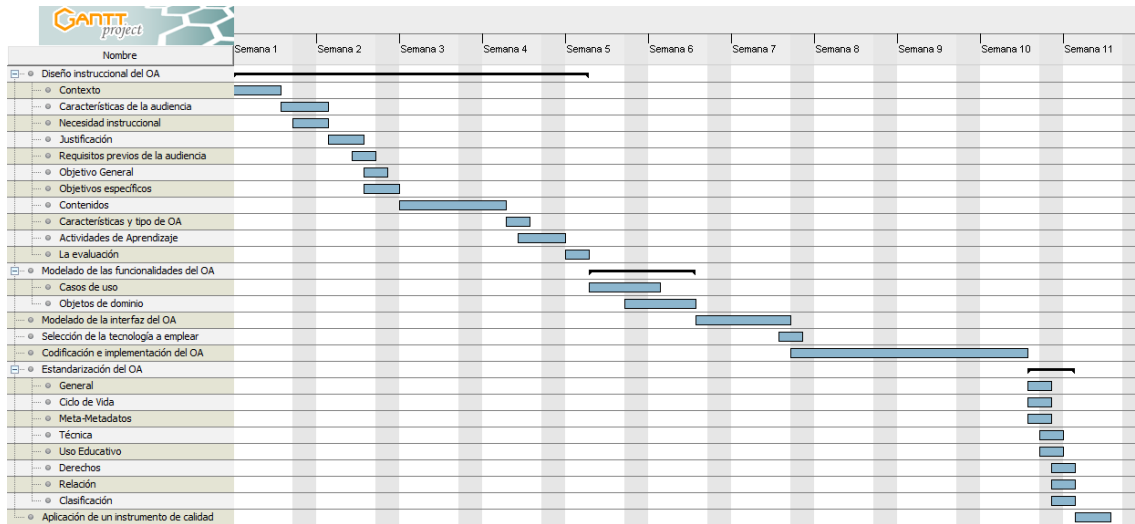 GANTT
project
Nombre
Semana 1 Semana 2 Semana 3 Semana 4 Semana 5 Semana 6 Semana 7 Semana 8 Semana 9 Semana 10 Semana 11
Diseño instruccional del OA
Contexto
Características de la audiencia
Necesidad instruccional
Justificación
Requisitos previos de la audiencia
Objetivo General
Objetivos específicos
Contenidos
Características y tipo de OA
Actividades de Aprendizaje
La evaluación
Modelado de las funcionalidades del OA
Casos de uso
Objetos de dominio
Modelado de la interfaz del OA
Selección de la tecnología a emplear
Codificación e implementación del OA
Estandarización del OA
General
Ciclo de Vida
Meta-Metadatos
Técnica
Uso Educativo
Derechos
Relación
Clasificación
Aplicación de un instrumento de calidad